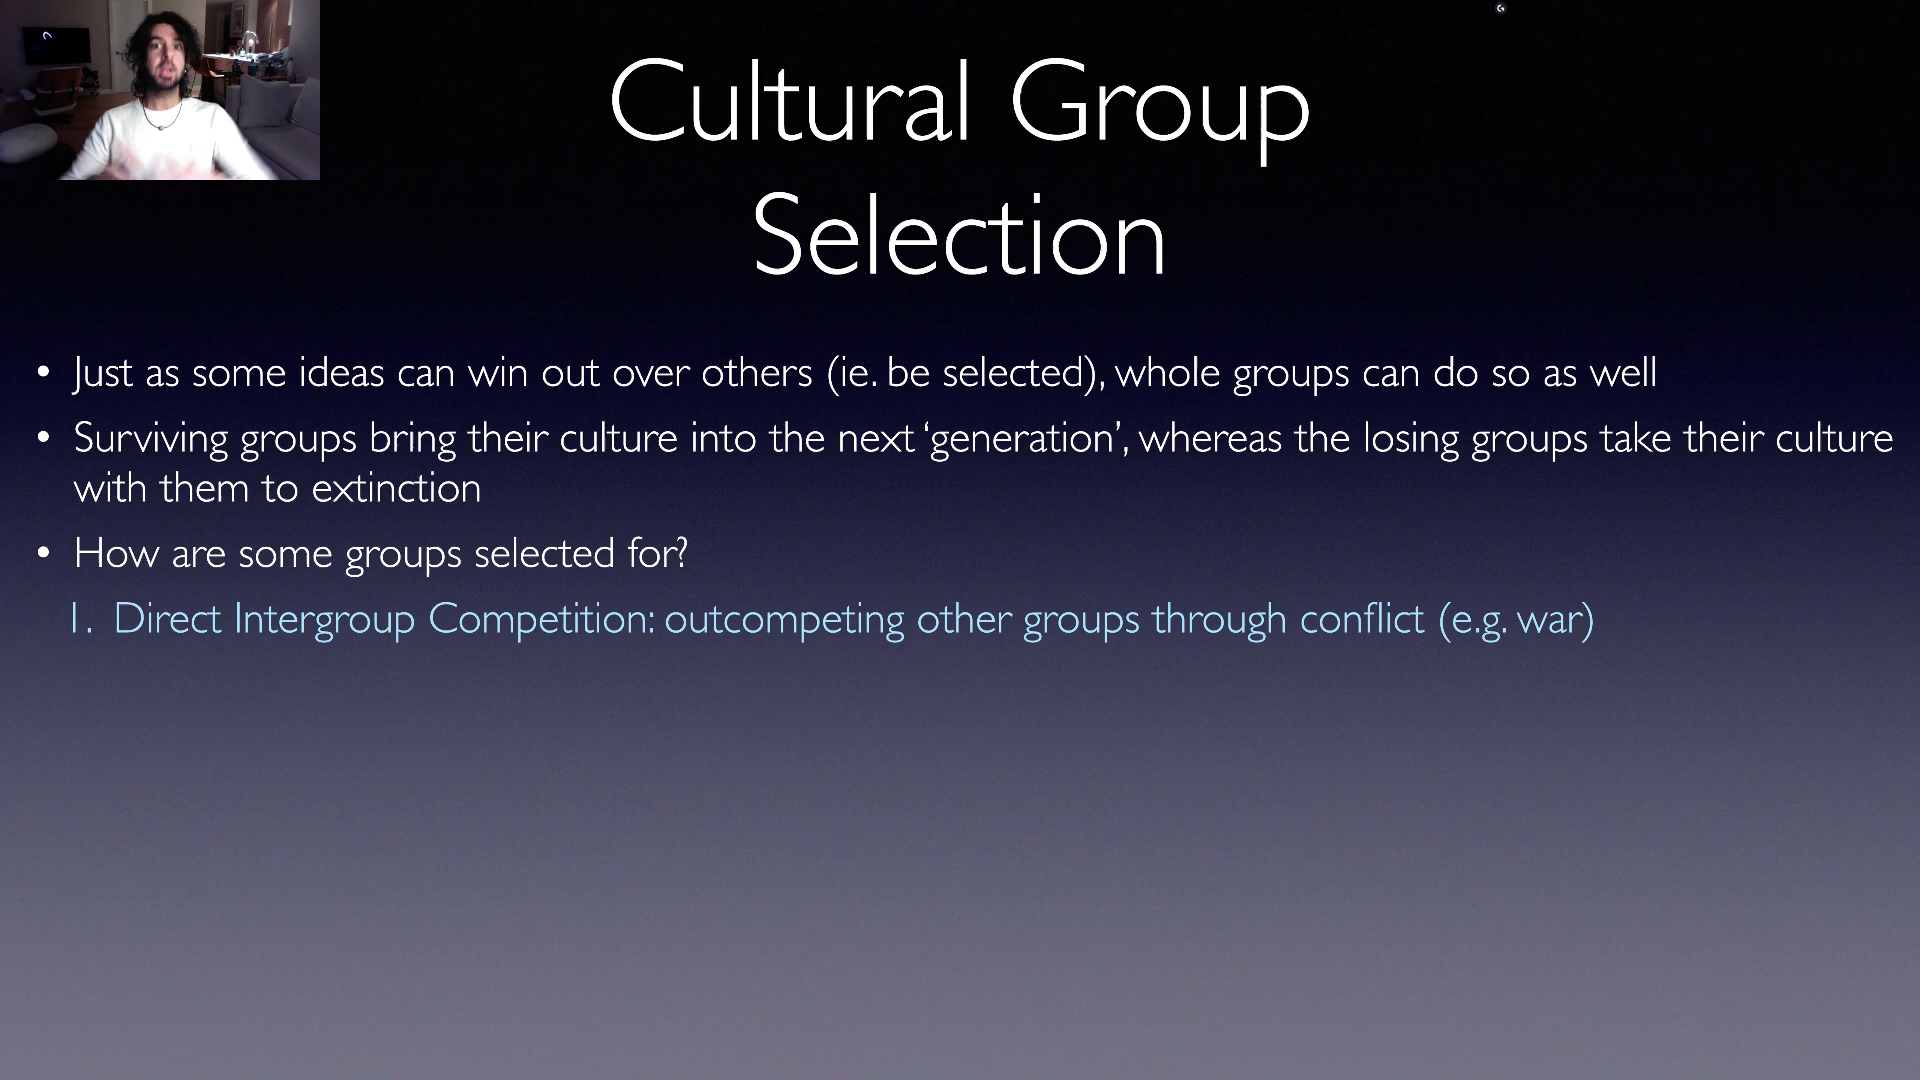 Cultural Group
Selection
• Just as some ideas can win out over others (ie. be selected), whole groups can do so as well
• Surviving groups bring their culture into the next ‘generation’, whereas the losing groups take their culture
with them to extinction
• How are some groups selected for?
1. Direct Intergroup Competition: outcompeting other groups through conflict (e.g. war)